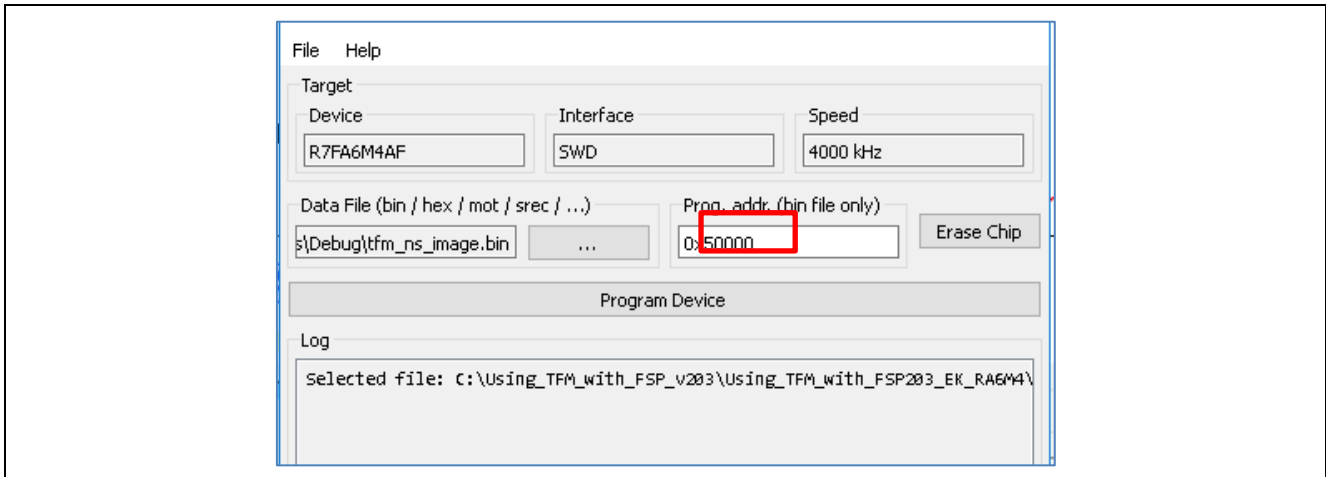 File Help
Target
Device Interface Speed
R7FA6M4AF SWD 4000 kHz
Data File (bin / hex / mot / srec / ...) Prog. addr. (bin file only)
s\Debug\tfm_ns_image.bin ... 0x50000 Erase Chip
Program Device
Log
Selected file: C:\Using_TFM_with_FSP_v203\Using_TFM_with_FSP203_EK_RA6M4\